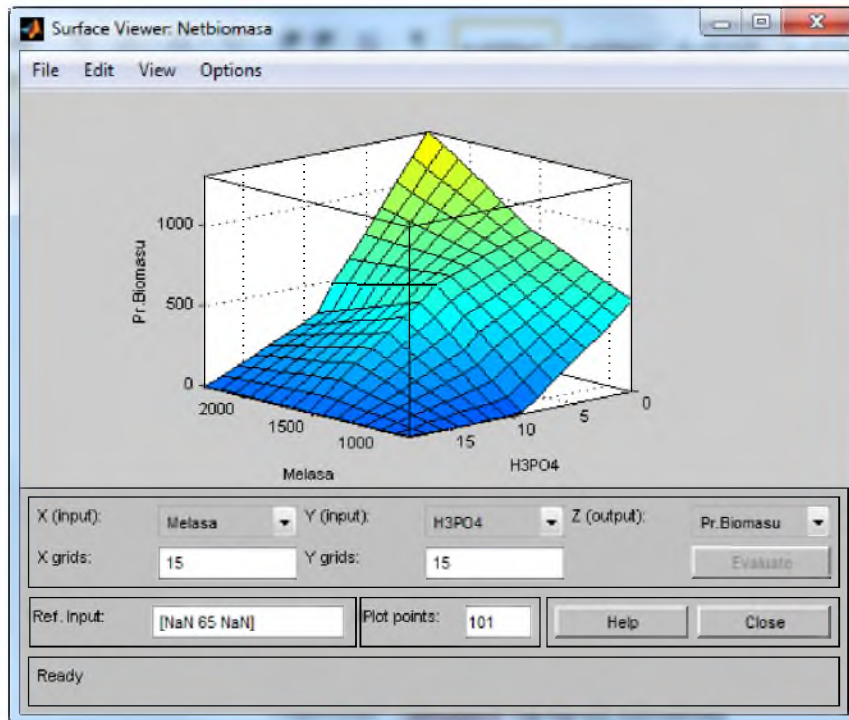 Surface Viewer: Netbiomasa
File Edit View Options
1000
500
0
Pr.Biomasu
2000
1500
1000
Melasa
15
10
5
0
H3PO4
X (input): Melasa Y (input): H3PO4 Z (output): Pr.Biomasu
X grids: 15 Y grids: 15 Evaluate
Ref. Input: [NaN 65 NaN] Plot points: 101 Help Close
Ready